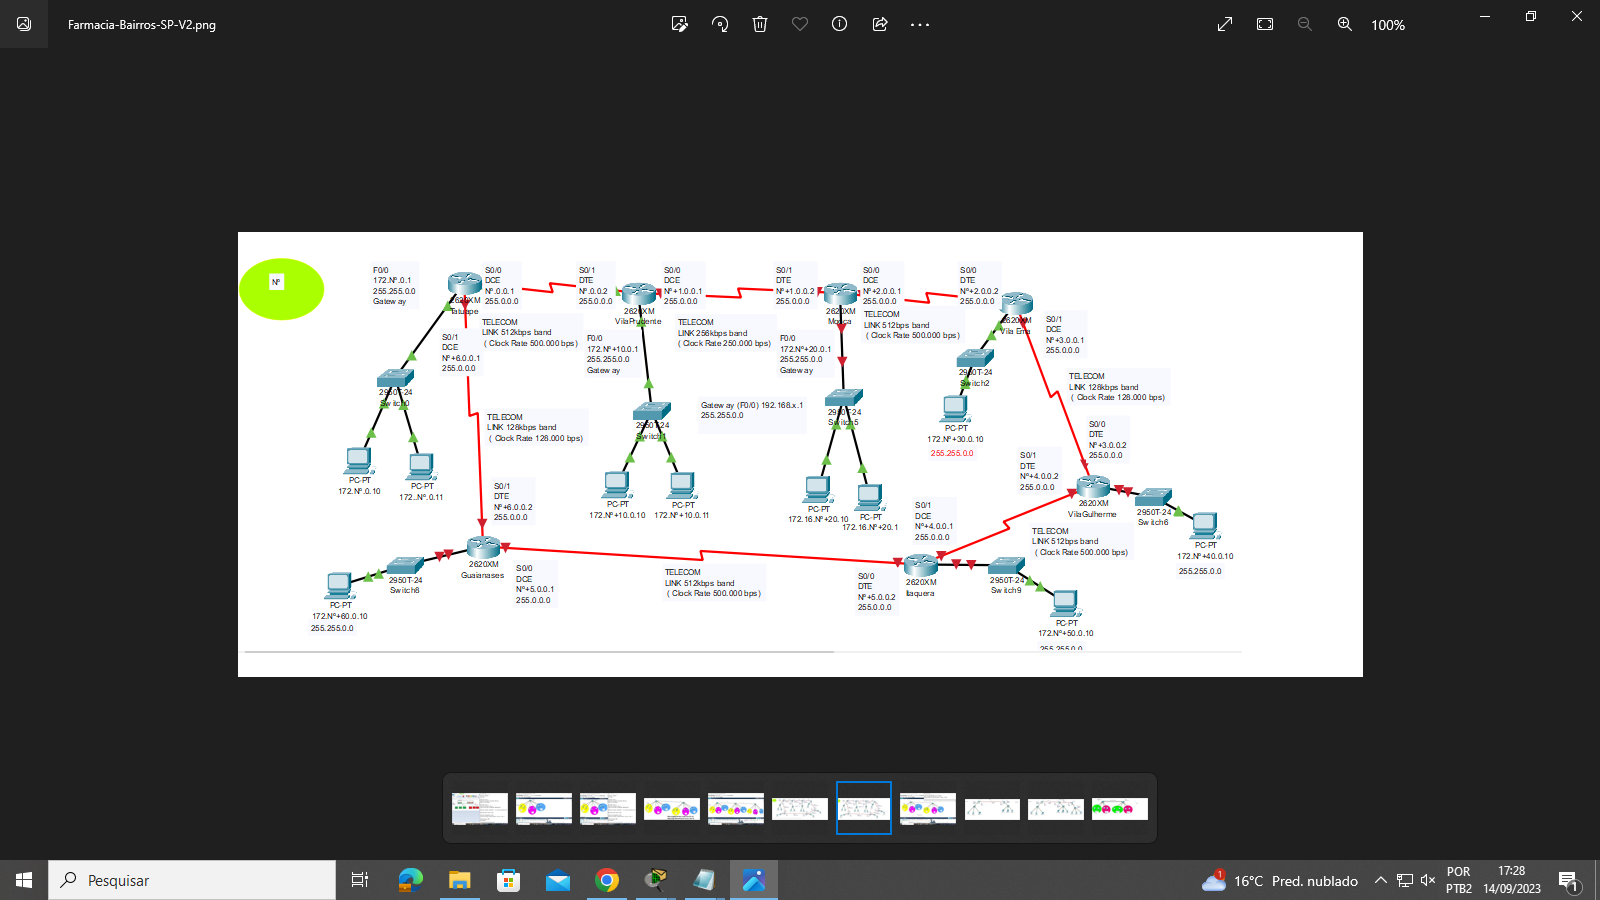 Farmacia-Bairros-SP-V2.png
100%
Nº
F0/0
172.Nº.0.1
255.255.0.0
Gateway
2620XM
Tatuape
S0/0
DCE
Nº.0.0.1
255.0.0.0
S0/1
DTE
Nº.0.0.2
255.0.0.0
2620XM
VilaPrudente
S0/0
DCE
Nº+1.0.0.1
255.0.0.0
S0/1
DTE
Nº+1.0.0.2
255.0.0.0
2620XM
Mooca
S0/0
DCE
Nº+2.0.0.1
255.0.0.0
S0/0
DTE
Nº+2.0.0.2
255.0.0.0
2620XM
Vila Ema
S0/1
DCE
Nº+3.0.0.1
255.0.0.0
TELECOM
LINK 512kbps band
( Clock Rate 500.000 bps)
TELECOM
LINK 256kbps band
( Clock Rate 250.000 bps)
TELECOM
LINK 512bps band
( Clock Rate 500.000 bps)
S0/1
DCE
Nº+6.0.0.1
255.0.0.0
F0/0
172.Nº+10.0.1
255.255.0.0
Gateway
F0/0
172.Nº+20.0.1
255.255.0.0
Gateway
2950T-24
Switch0
2950T-24
Switch1
Gateway (F0/0) 192.168.x.1
255.255.0.0
2950T-24
Switch5
2950T-24
Switch2
TELECOM
LINK 128kbps band
( Clock Rate 128.000 bps)
TELECOM
LINK 128kbps band
( Clock Rate 128.000 bps)
PC-PT
172.Nº+30.0.10
255.255.0.0
S0/0
DTE
Nº+3.0.0.2
255.0.0.0
S0/1
DTE
Nº+4.0.0.2
255.0.0.0
PC-PT
172.Nº.0.10
PC-PT
172..Nº.0.11
S0/1
DTE
Nº+6.0.0.2
255.0.0.0
PC-PT
172.Nº+10.0.10
PC-PT
172.Nº+10.0.11
PC-PT
172.16.Nº+20.10
PC-PT
172.16.Nº+20.1
S0/1
DCE
Nº+4.0.0.1
255.0.0.0
2620XM
VilaGulherme
2950T-24
Switch6
PC-PT
172.Nº+40.0.10
255.255.0.0
TELECOM
LINK 512bps band
( Clock Rate 500.000 bps)
2620XM
Guaianases
2950T-24
Switch8
PC-PT
172.Nº+60.0.10
255.255.0.0
S0/0
DCE
Nº+5.0.0.1
255.0.0.0
TELECOM
LINK 512kbps band
( Clock Rate 500.000 bps)
S0/0
DTE
Nº+5.0.0.2
255.0.0.0
2620XM
Itaquera
2950T-24
Switch9
PC-PT
172.Nº+50.0.10
255.255.0.0
Pesquisar
1
16°C Pred. nublado
POR
PTB2
17:28
14/09/2023
1